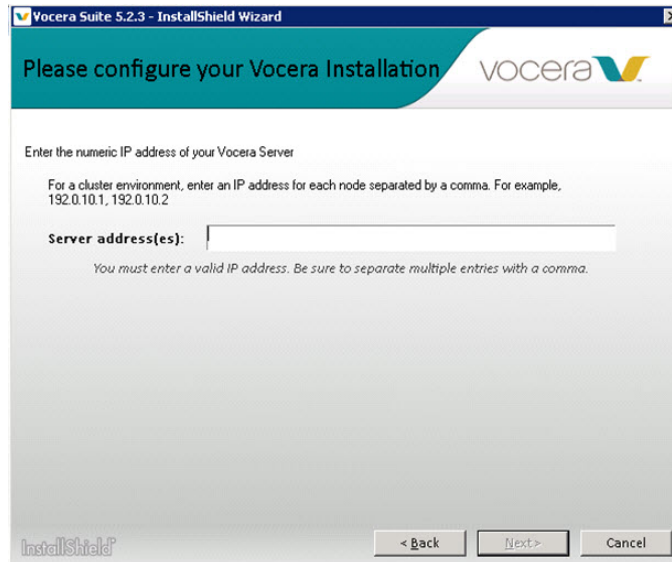 Vocera Suite 5.2.3 - InstallShield Wizard
Please configure your Vocera Installation
vocera
Enter the numeric IP address of your Vocera Server
For a cluster environment, enter an IP address for each node separated by a comma. For example,
192.0.10.1, 192.0.10.2
Server address(es):
You must enter a valid IP address. Be sure to separate multiple entries with a comma.
InstallShield
< Back
Next >
Cancel